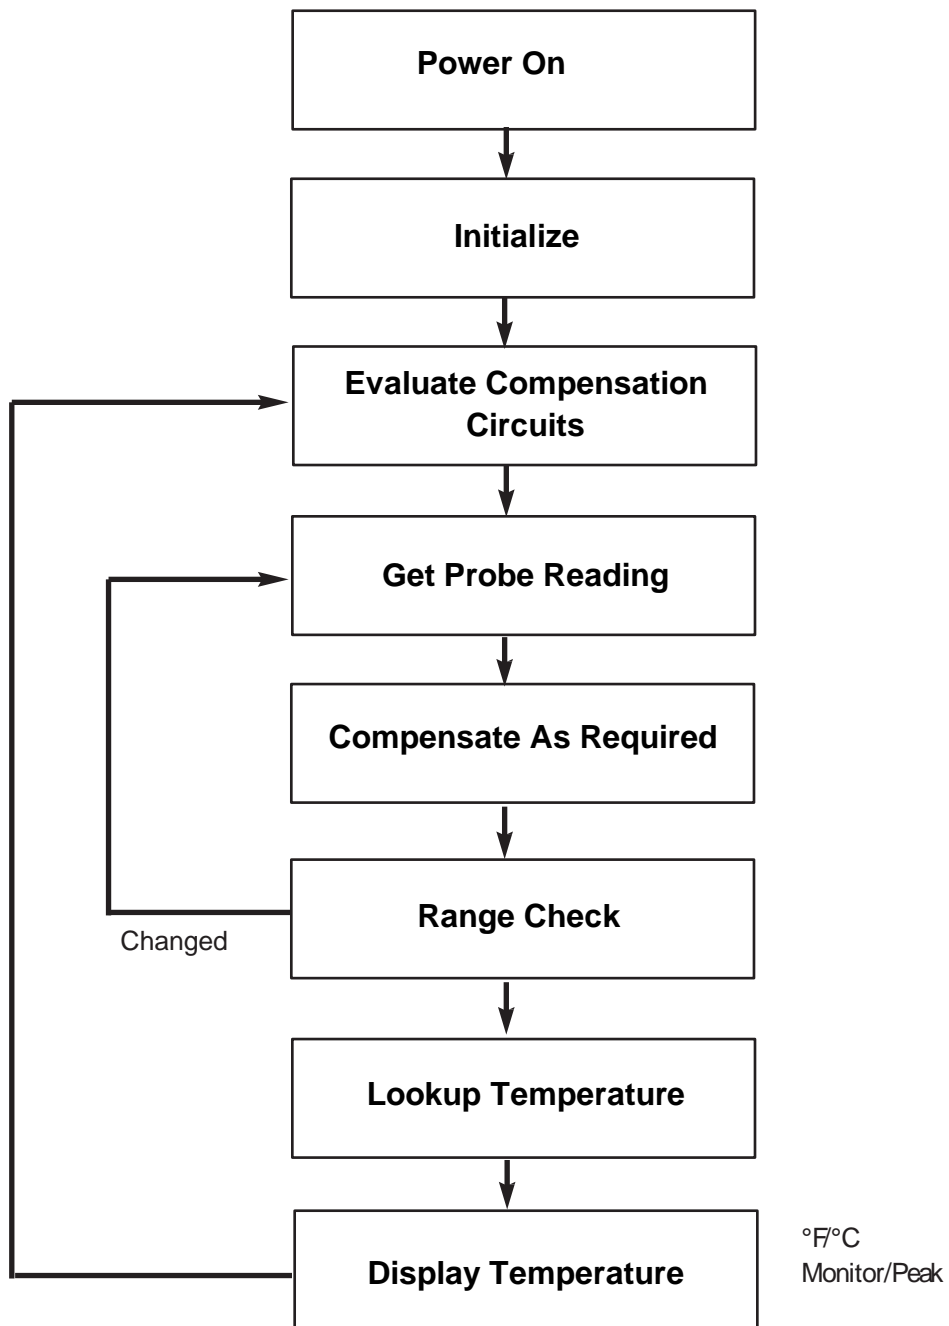 Power On
Initialize
Evaluate Compensation
Circuits
Get Probe Reading
Compensate As Required
Range Check
Changed
Lookup Temperature
Display Temperature
°F/°C
Monitor/Peak